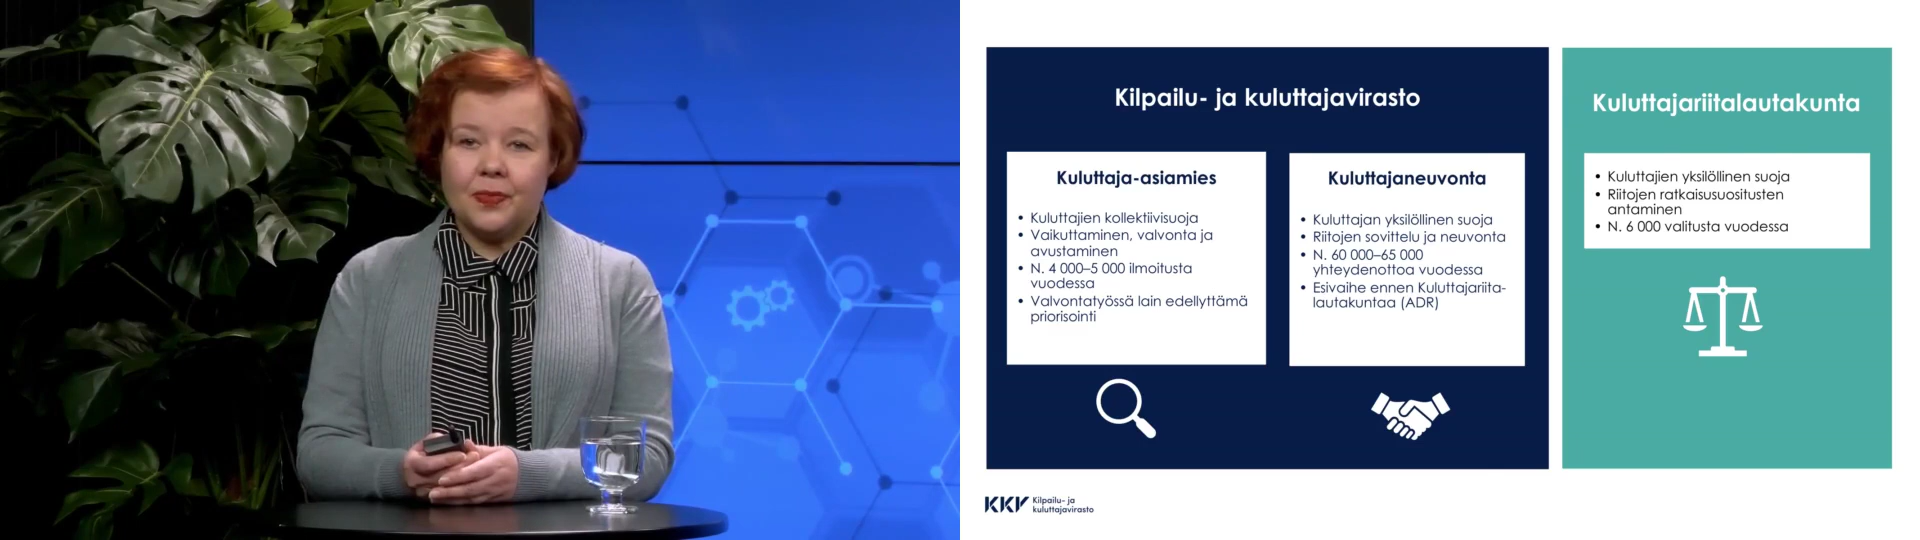 Kilpailu- ja kuluttajavirasto
Kuluttaja-asiamies
• Kuluttajien kollektiivisuoja
• Vaikuttaminen, valvonta ja
avustaminen
• N. 4 000–5 000 ilmoitusta
vuodessa
• Valvontatyössä lain edellyttämä
priorisointi
Kuluttajaneuvonta
• Kuluttajan yksilöllinen suoja
• Riitojen sovittelu ja neuvonta
• N. 60 000–65 000
yhteydenottoa vuodessa
• Esivaihe ennen Kuluttajariita-
lautakuntaa (ADR)
Kuluttajariitalautakunta
• Kuluttajien yksilöllinen suoja
• Riitojen ratkaisusuositusten
antaminen
• N. 6 000 valitusta vuodessa
KKV Kilpailu- ja
kuluttajavirasto